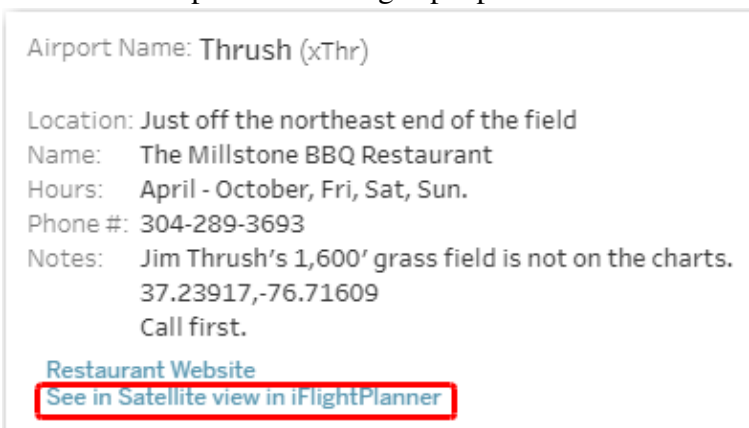 Airport Name: Thrush (xThr)
Location: Just off the northeast end of the field
Name: The Millstone BBQ Restaurant
Hours: April - October, Fri, Sat, Sun.
Phone #: 304-289-3693
Notes: Jim Thrush's 1,600' grass field is not on the charts.
37.23917,-76.71609
Call first.
Restaurant Website
See in Satellite view in iFlightPlanner